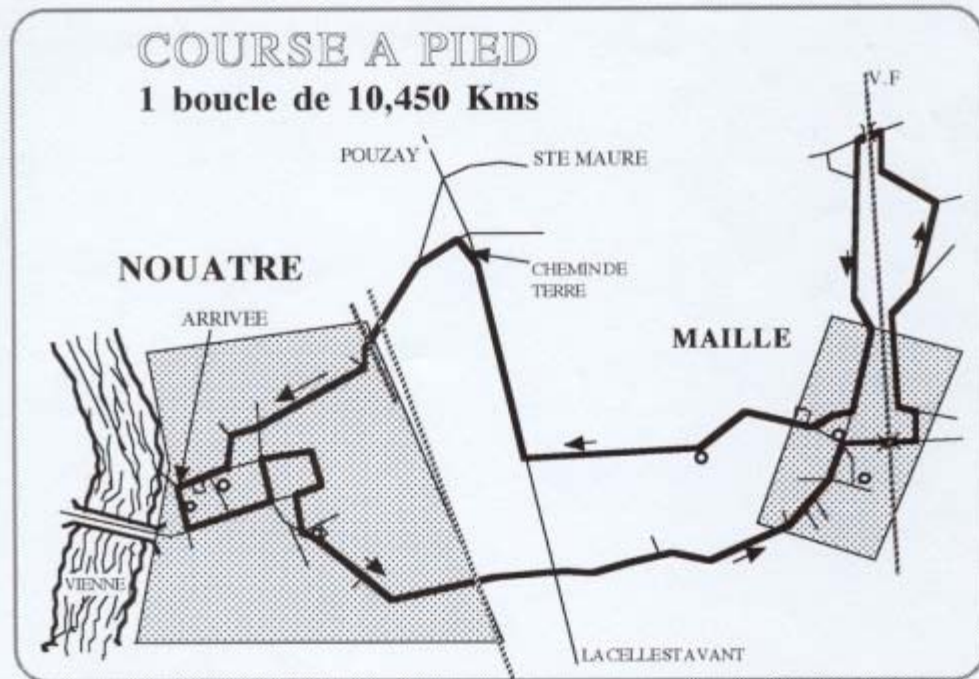 COURSE A PIED
1 boucle de 10,450 Kms
V.F
POUZAY
STE MAURE
NOUATRE
CHEMIN DE
TERRE
ARRIVEE
MAILLE
VIENNE
LA CELLE ST AVANT